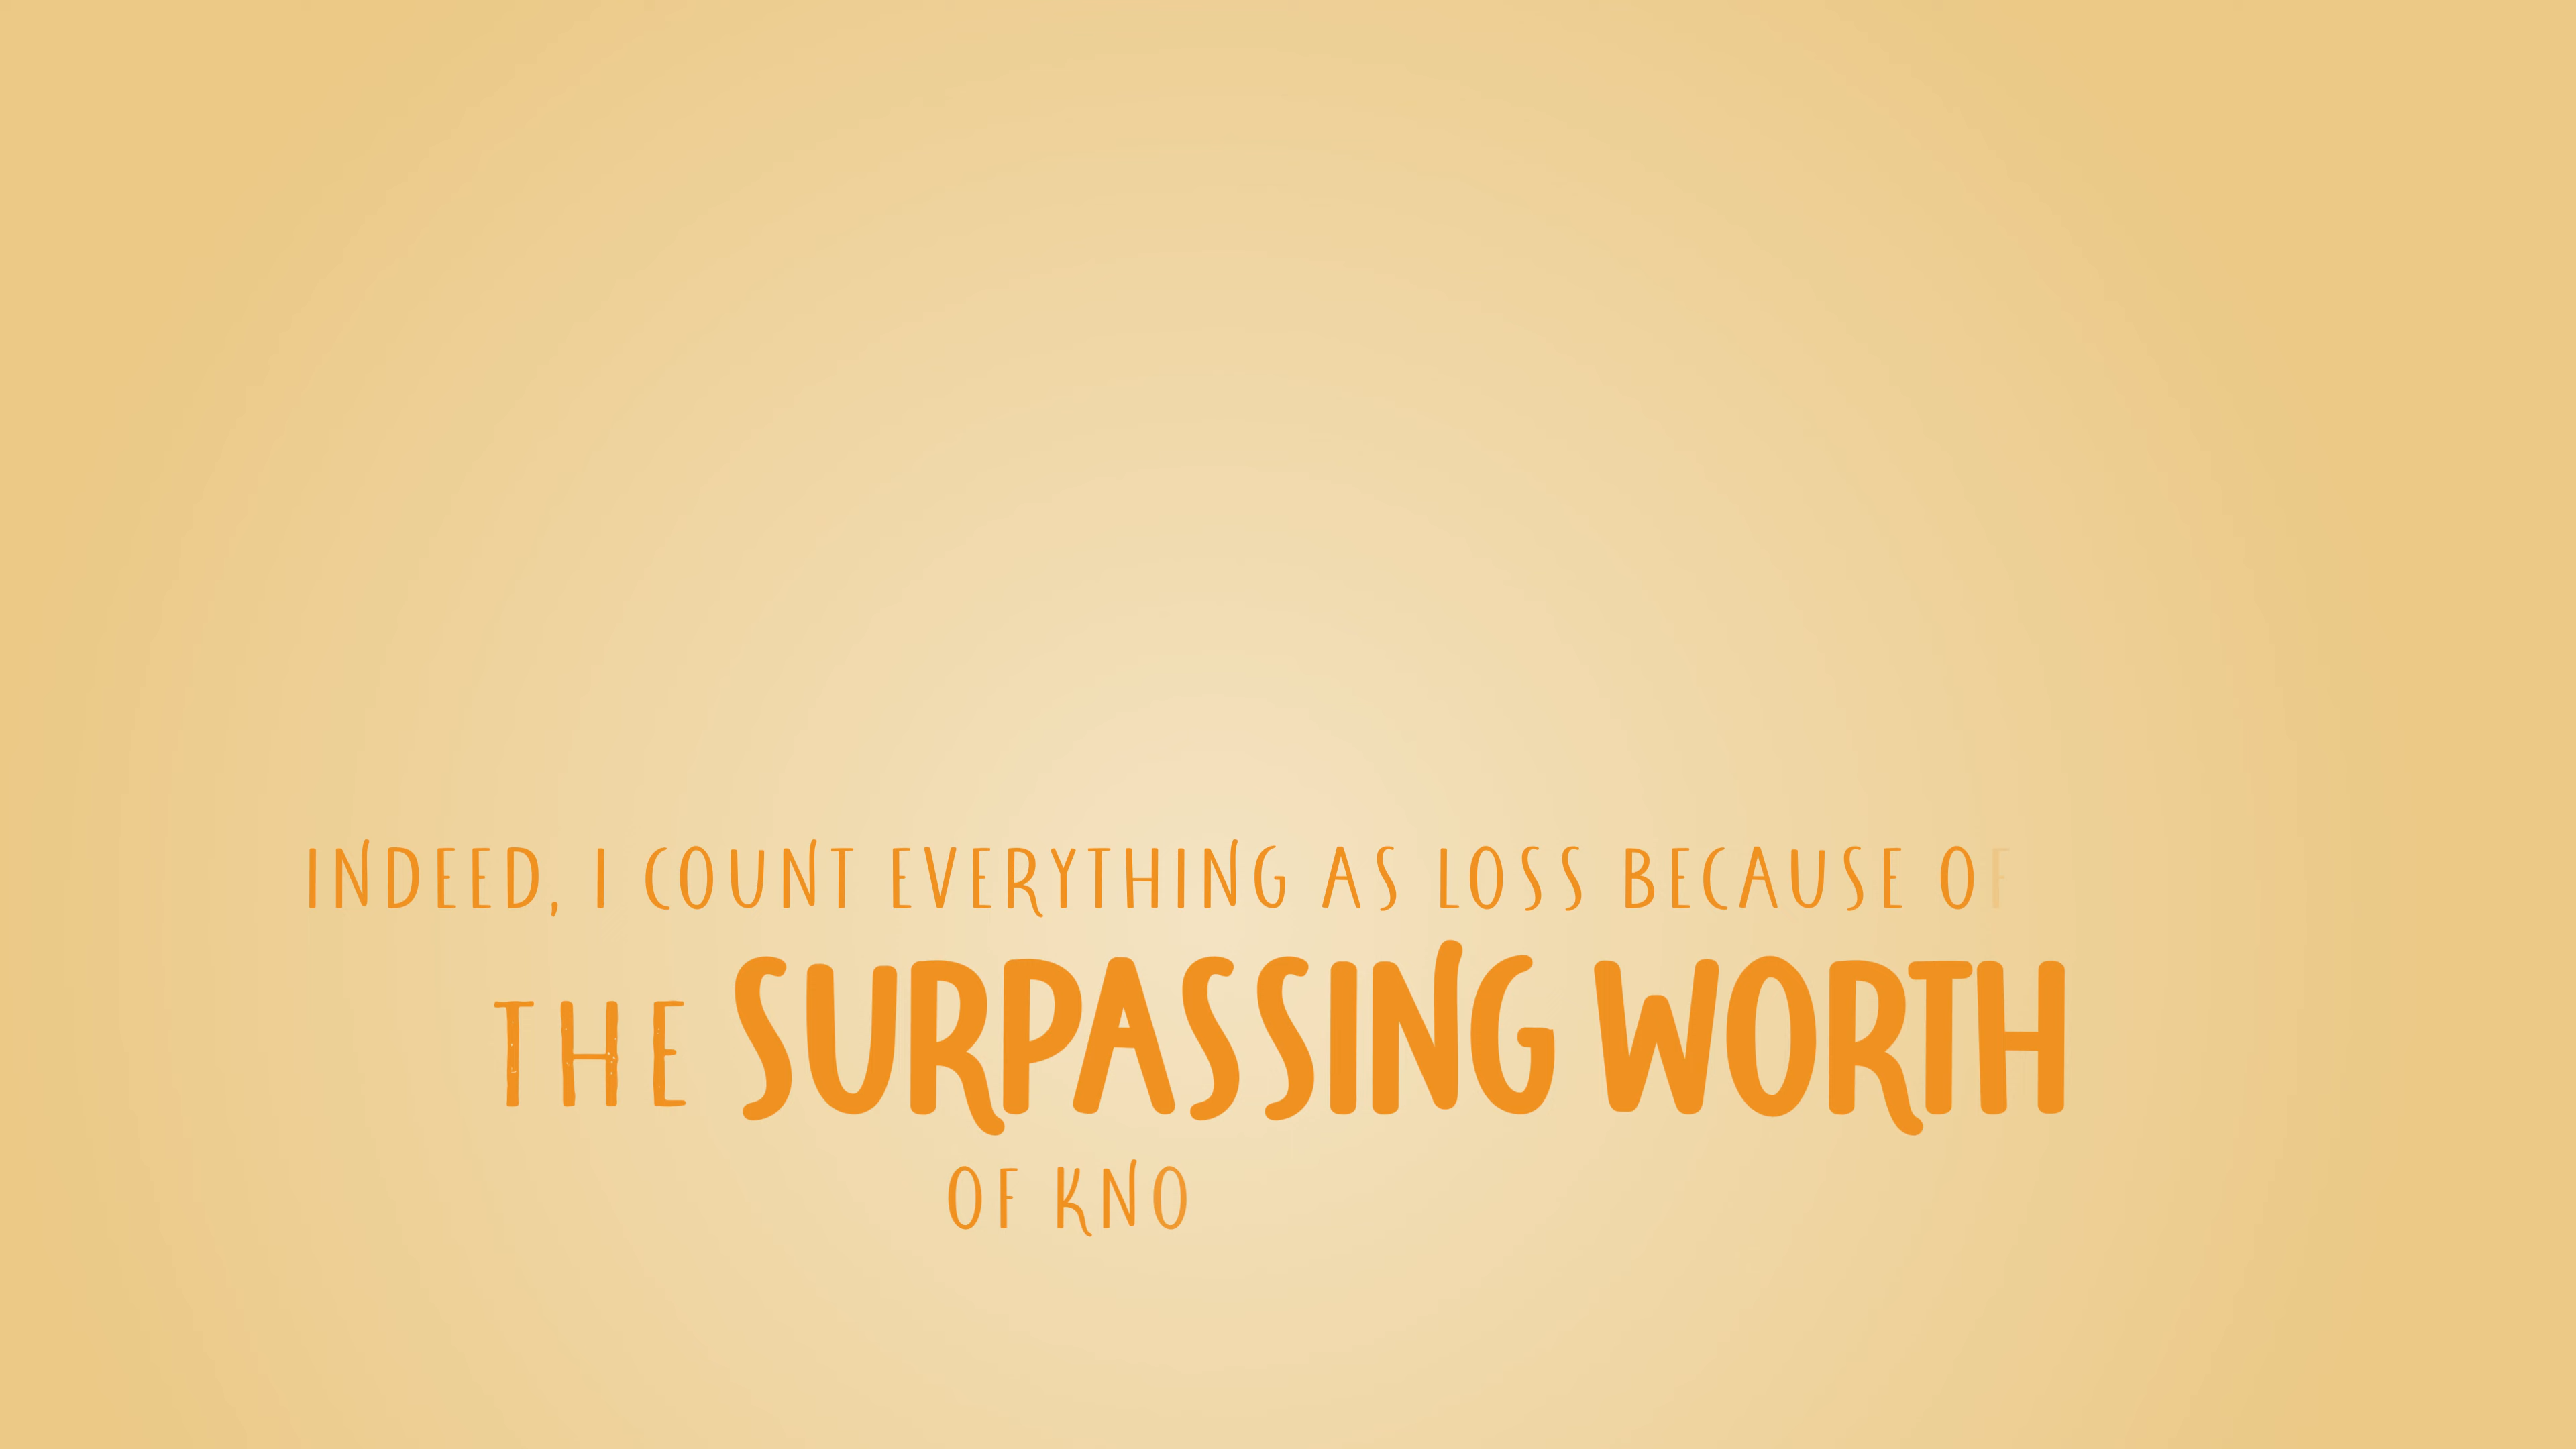 INDEED, I COUNT EVERYTHING AS LOSS BECAUSE OF
THE SURPASSING WORTH
OF KNO